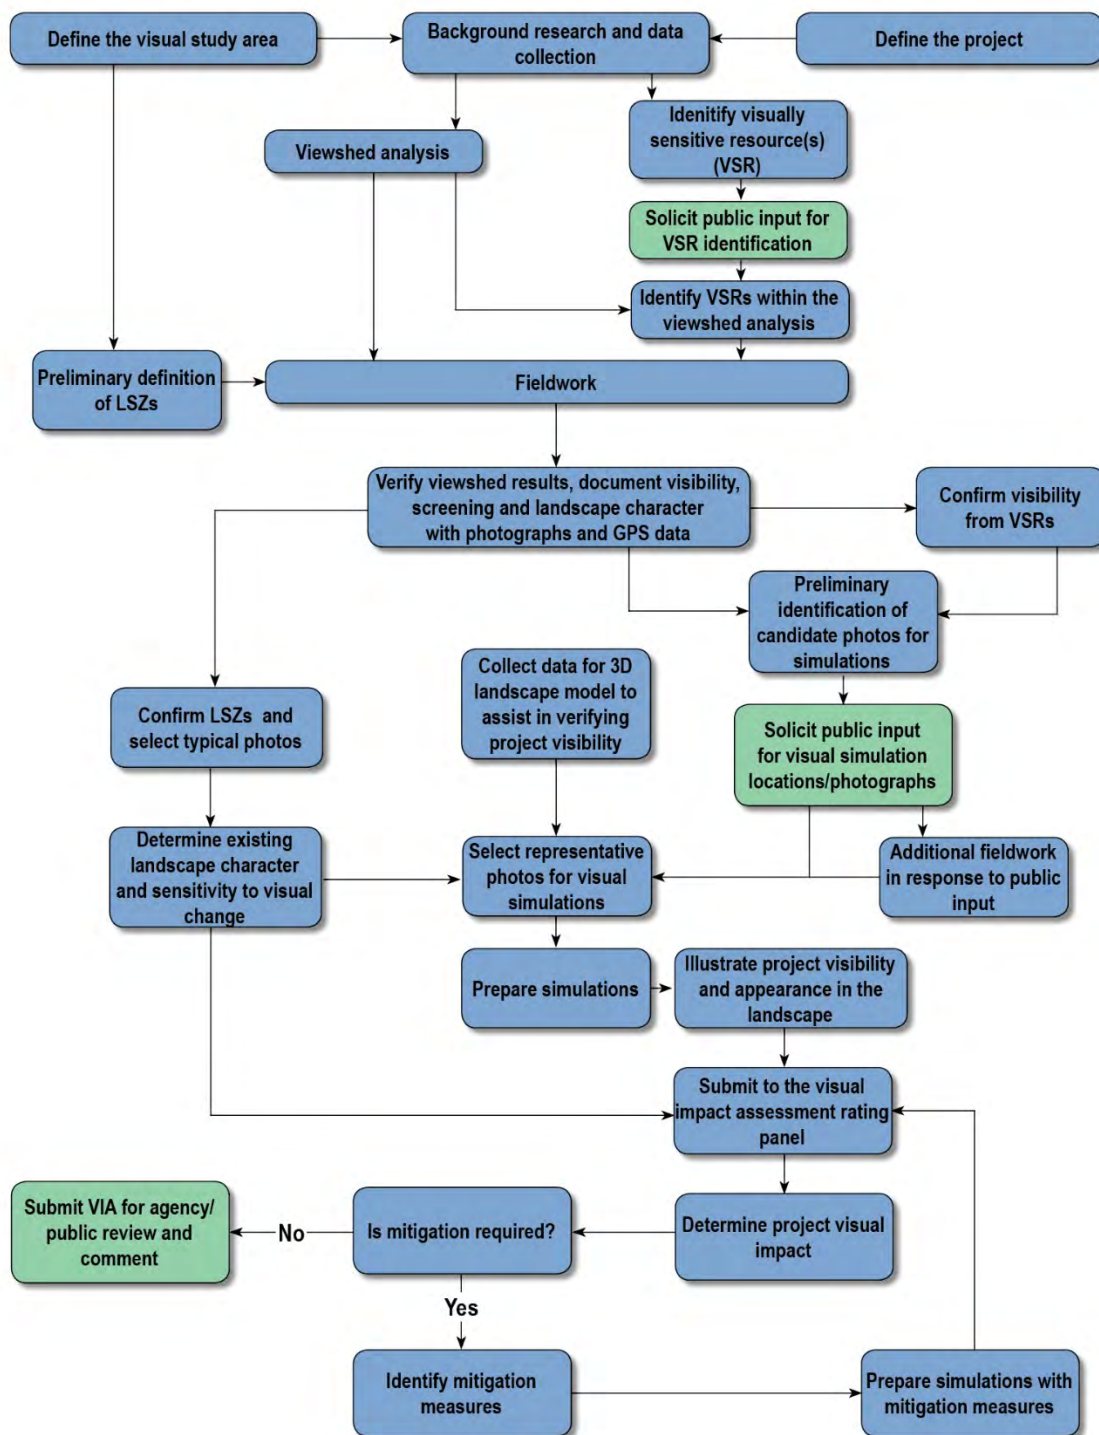 Define the visual study area
Background research and data
collection
Define the project
Idenitify visually
sensitive resource(s)
(VSR)
Viewshed analysis
Solicit public input for
VSR identification
Identify VSRs within the
viewshed analysis
Preliminary definition
of LSZs
Fieldwork
Verify viewshed results, document visibility,
screening and landscape character
with photographs and GPS data
Confirm visibility
from VSRs
Preliminary
identification of
candidate photos for
simulations
Collect data for 3D
landscape model to
assist in verifying
project visibility
Confirm LSZs and
select typical photos
Solicit public input
for visual simulation
locations/photographs
Determine existing
landscape character
and sensitivity to visual
change
Select representative
photos for visual
simulations
Additional fieldwork
in response to public
input
Prepare simulations
Illustrate project visibility
and appearance in the
landscape
Submit to the visual
impact assessment rating
panel
Submit VIA for agency/
public review and
comment
No
Is mitigation required?
Determine project visual
impact
Yes
Identify mitigation
measures
Prepare simulations with
mitigation measures